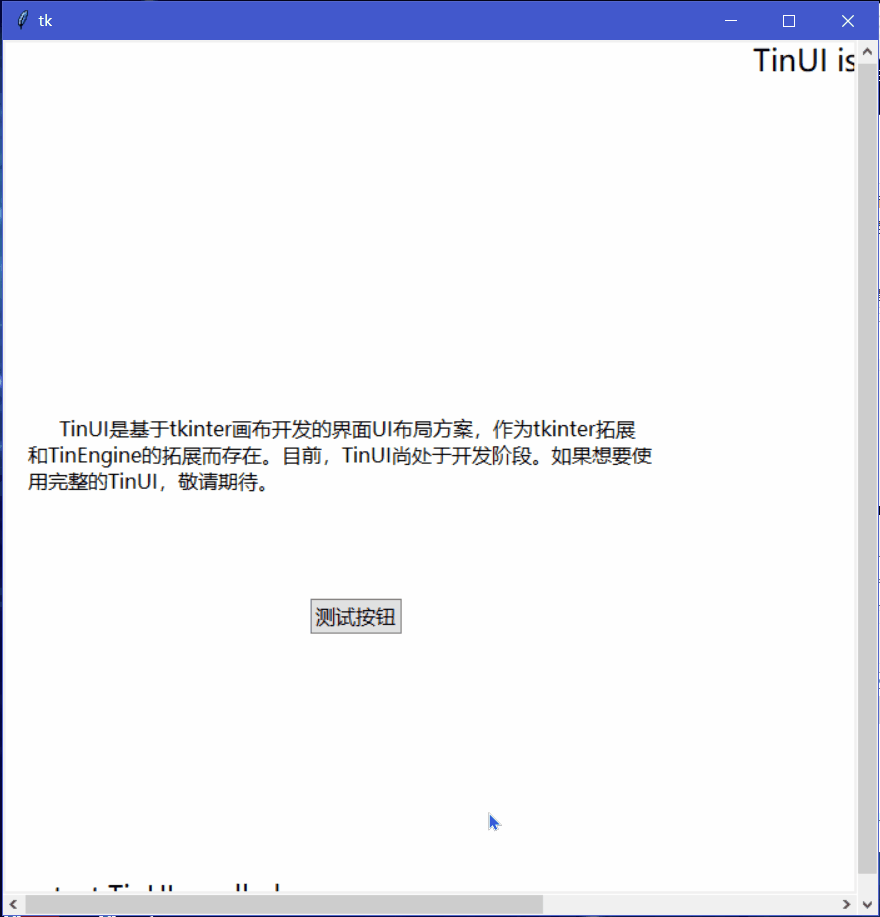 tk
TinUI is
TinUI是基于tkinter画布开发的界面UI布局方案，作为tkinter拓展
和TinEngine的拓展而存在。目前，TinUI尚处于开发阶段。如果想要使
用完整的TinUI，敬请期待。
测试按钮